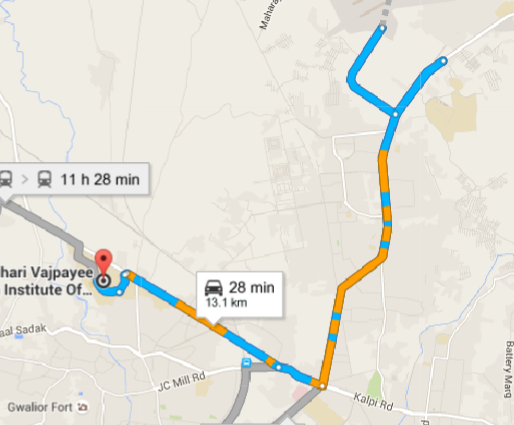 11 h 28 min
hari Vajpayee
Institute Of...
28 min
13.1 km
aal Sadak
JC Mill Rd
Gwalior Fort
Kalpi Rd
Battery Marg
Mahara